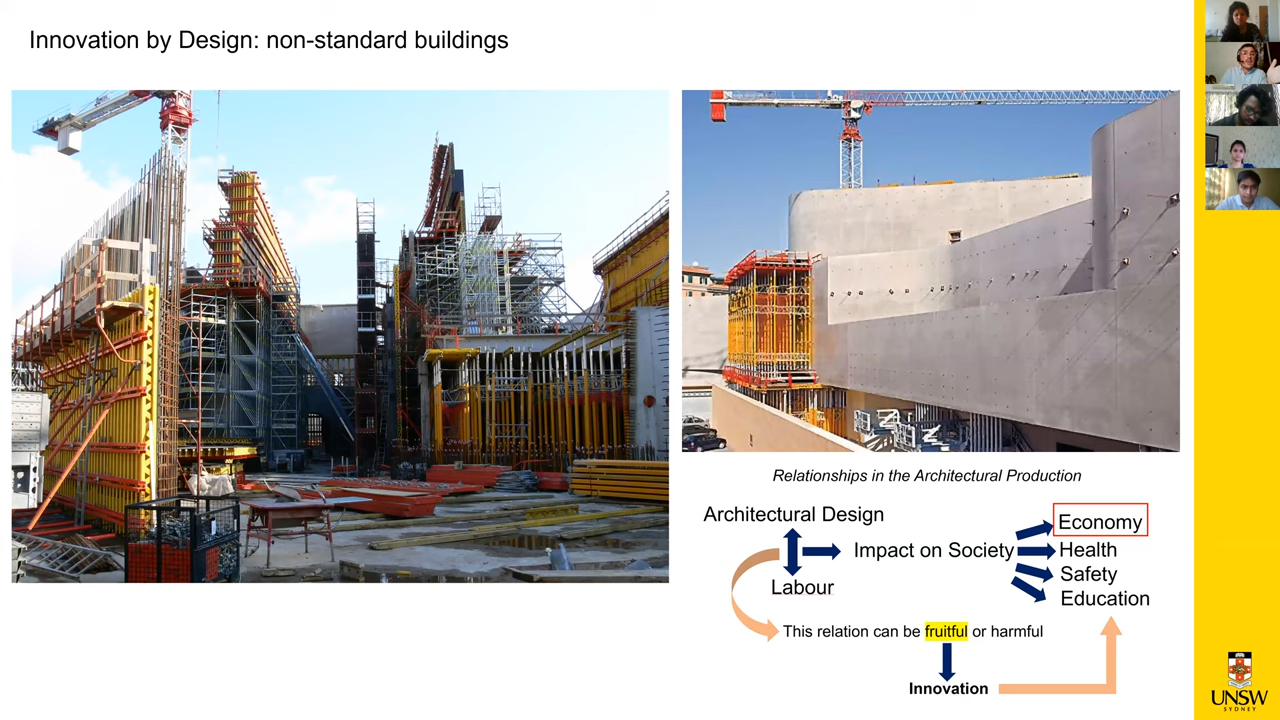 Innovation by Design: non-standard buildings
Relationships in the Architectural Production
Architectural Design
Economy
Impact on Society
Health
Safety
Labour
Education
This relation can be fruitful or harmful
Innovation
UNSW
SYDNEY